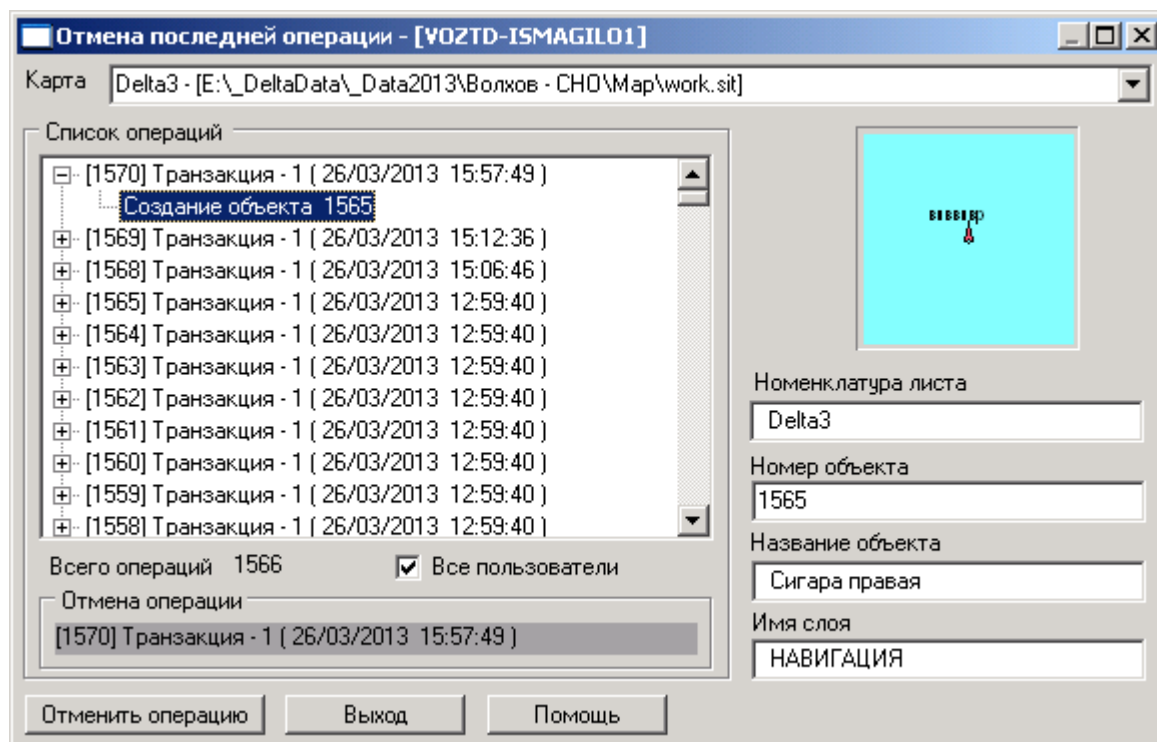 Отмена последней операции - [VOZTD-ISMAGILO1]
Карта Delta3 - [E:\_DeltaData\_Data2013\Волхов - СНО\Map\work.sit]
Список операций
[1570] Транзакция - 1 ( 26/03/2013 15:57:49 )
Создание объекта 1565
[1569] Транзакция - 1 ( 26/03/2013 15:12:36 )
[1568] Транзакция - 1 ( 26/03/2013 15:06:46 )
[1565] Транзакция - 1 ( 26/03/2013 12:59:40 )
[1564] Транзакция - 1 ( 26/03/2013 12:59:40 )
[1563] Транзакция - 1 ( 26/03/2013 12:59:40 )
[1562] Транзакция - 1 ( 26/03/2013 12:59:40 )
[1561] Транзакция - 1 ( 26/03/2013 12:59:40 )
[1560] Транзакция - 1 ( 26/03/2013 12:59:40 )
[1559] Транзакция - 1 ( 26/03/2013 12:59:40 )
[1558] Транзакция - 1 ( 26/03/2013 12:59:40 )
Всего операций 1566 Все пользователи
Отмена операции
[1570] Транзакция - 1 ( 26/03/2013 15:57:49 )
Номенклатура листа
Delta3
Номер объекта
1565
Название объекта
Сигара правая
Имя слоя
НАВИГАЦИЯ
Отменить операцию Выход Помощь